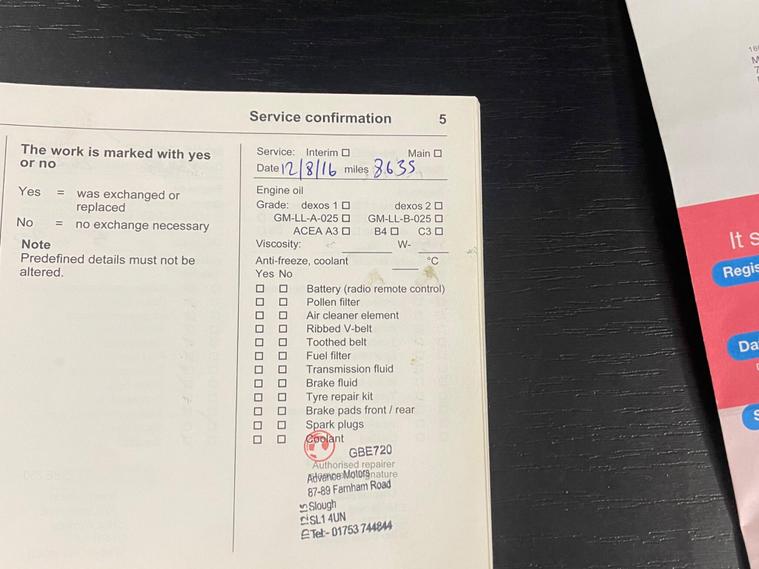 Service confirmation 5
The work is marked with yes
or no
Yes = was exchanged or
replaced
No = no exchange necessary
Note
Predefined details must not be
altered.
Service: Interim ☐ Main ☐
Date 12/8/16 miles 8635
Engine oil
Grade: dexos 1 ☐ dexos 2 ☐
GM-LL-A-025 ☐ GM-LL-B-025 ☐
ACEA A3 ☐ B4 ☐ C3 ☐
Viscosity: W-
Anti-freeze, coolant °C
Yes No
☐ ☐ Battery (radio remote control)
☐ ☐ Pollen filter
☐ ☐ Air cleaner element
☐ ☐ Ribbed V-belt
☐ ☐ Toothed belt
☐ ☐ Fuel filter
☐ ☐ Transmission fluid
☐ ☐ Brake fluid
☐ ☐ Tyre repair kit
☐ ☐ Brake pads front / rear
☐ ☐ Spark plugs
☐ ☐ Coolant
GBE720
Authorised repairer
Advance Motors
87-89 Farnham Road
Slough
SL1 4UN
Tel:- 01753 744844
It s
Regis
Da